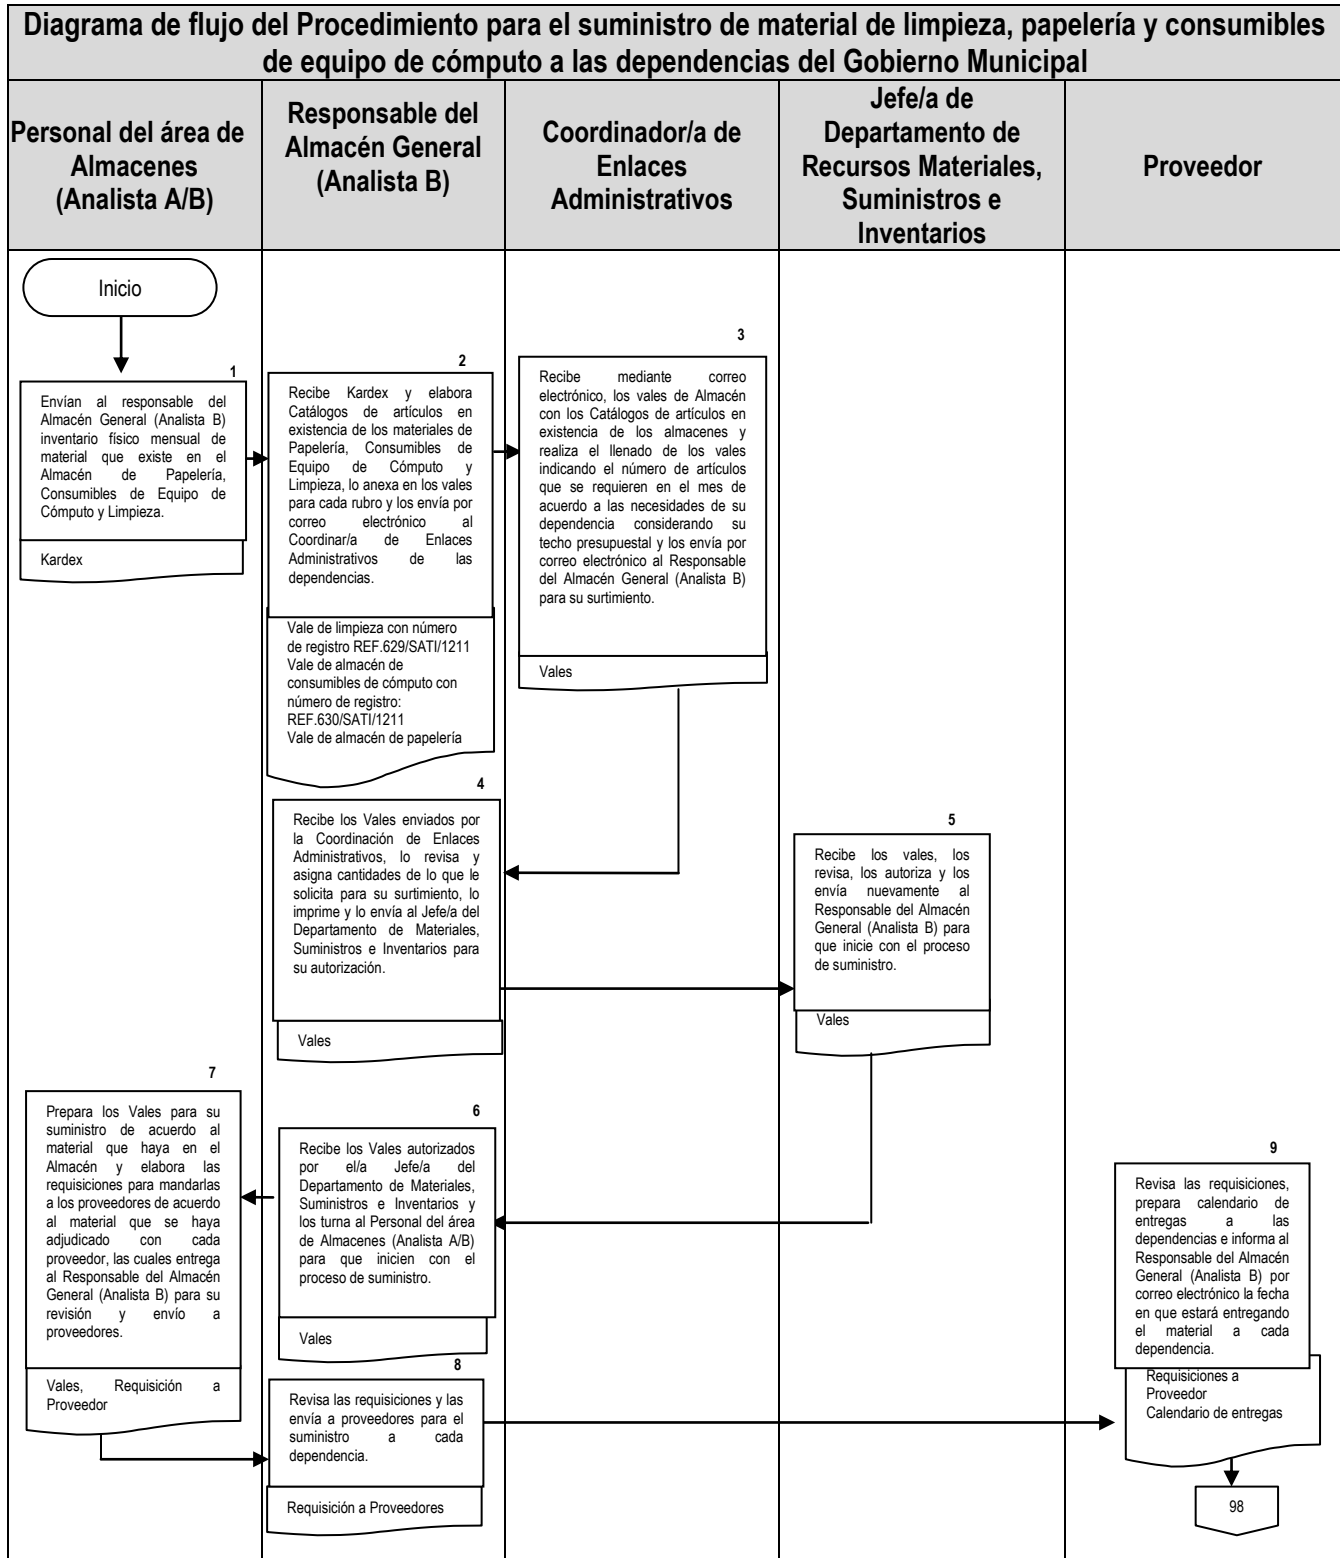 Diagrama de flujo del Procedimiento para el suministro de material de limpieza, papelería y consumibles
de equipo de cómputo a las dependencias del Gobierno Municipal
Personal del área de
Almacenes
(Analista A/B)
Responsable del
Almacén General
(Analista B)
Coordinador/a de
Enlaces
Administrativos
Jefe/a de
Departamento de
Recursos Materiales,
Suministros e
Inventarios
Proveedor
Inicio
1
Envían al responsable del
Almacén General (Analista B)
inventario físico mensual de
material que existe en el
Almacén de Papelería,
Consumibles de Equipo de
Cómputo y Limpieza.
Kardex
2
Recibe Kardex y elabora
Catálogos de artículos en
existencia de los materiales de
Papelería, Consumibles de
Equipo de Cómputo y
Limpieza, lo anexa en los vales
para cada rubro y los envía por
correo electrónico al
Coordinar/a de Enlaces
Administrativos de las
dependencias.
Vale de limpieza con número
de registro REF.629/SATI/1211
Vale de almacén de
consumibles de cómputo con
número de registro:
REF.630/SATI/1211
Vale de almacén de papelería
3
Recibe mediante correo
electrónico, los vales de Almacén
con los Catálogos de artículos en
existencia de los almacenes y
realiza el llenado de los vales
indicando el número de artículos
que se requieren en el mes de
acuerdo a las necesidades de su
dependencia considerando su
techo presupuestal y los envía por
correo electrónico al Responsable
del Almacén General (Analista B)
para su surtimiento.
Vales
4
Recibe los Vales enviados por
la Coordinación de Enlaces
Administrativos, lo revisa y
asigna cantidades de lo que le
solicita para su surtimiento, lo
imprime y lo envía al Jefe/a del
Departamento de Materiales,
Suministros e Inventarios para
su autorización.
Vales
5
Recibe los vales, los
revisa, los autoriza y los
envía nuevamente al
Responsable del Almacén
General (Analista B) para
que inicie con el proceso
de suministro.
Vales
6
Recibe los Vales autorizados
por el/a Jefe/a del
Departamento de Materiales,
Suministros e Inventarios y
los turna al Personal del área
de Almacenes (Analista A/B)
para que inicien con el
proceso de suministro.
Vales
7
Prepara los Vales para su
suministro de acuerdo al
material que haya en el
Almacén y elabora las
requisiciones para mandarlas
a los proveedores de acuerdo
al material que se haya
adjudicado con cada
proveedor, las cuales entrega
al Responsable del Almacén
General (Analista B) para su
revisión y envío a
proveedores.
Vales, Requisición a
Proveedor
8
Revisa las requisiciones y las
envía a proveedores para el
suministro a cada
dependencia.
Requisición a Proveedores
9
Revisa las requisiciones,
prepara calendario de
entregas a las
dependencias e informa al
Responsable del Almacén
General (Analista B) por
correo electrónico la fecha
en que estará entregando
el material a cada
dependencia.
Requisiciones a
Proveedor
Calendario de entregas
98